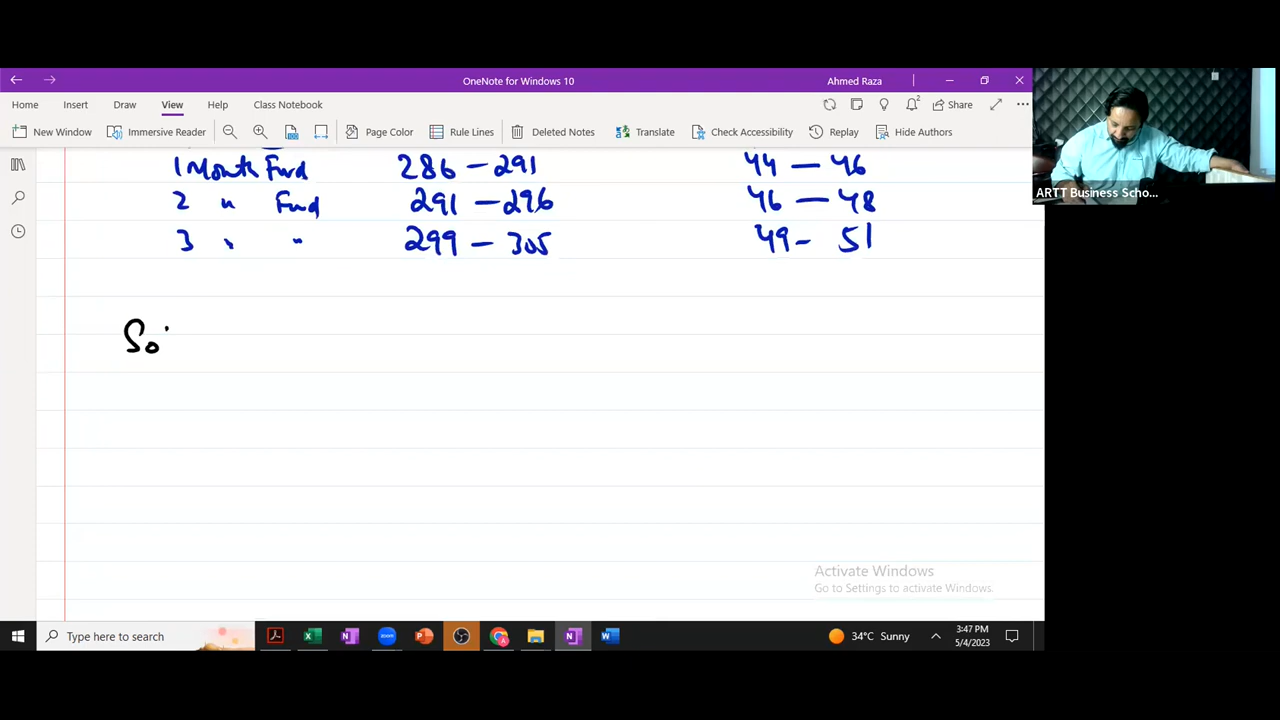 OneNote for Windows 10
Ahmed Raza
Home Insert Draw View Help Class Notebook
2 Share
New Window Immersive Reader Page Color Rule Lines Deleted Notes Translate Check Accessibility Replay Hide Authors
1 Month Fwd 286 — 291 44 — 46
2 " Fwd 291 — 296 46 — 48
3 " " 299 — 305 49 - 51
So
ARTT Business Scho...
Activate Windows
Go to Settings to activate Windows.
Type here to search
34°C Sunny
3:47 PM
5/4/2023